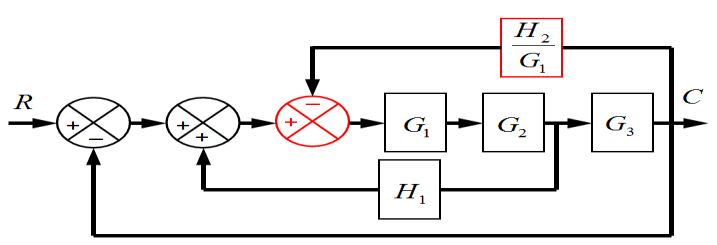 H₂
G₁
R
C
−
+
−
+
+
+
G₁
G₂
G₃
H₁